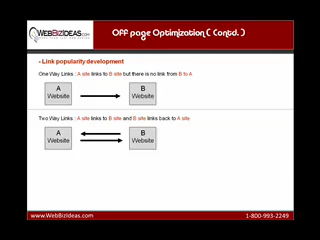 WEBBIZIDEAS.com
Off page Optimization( Contd. )
- Link popularity development
One Way Links : A site links to B site but there is no link from B to A
A
Website
B
Website
Two Way Links : A site links to B site and B site links back to A site
A
Website
B
Website
www.WebBizIdeas.com
1-800-993-2249